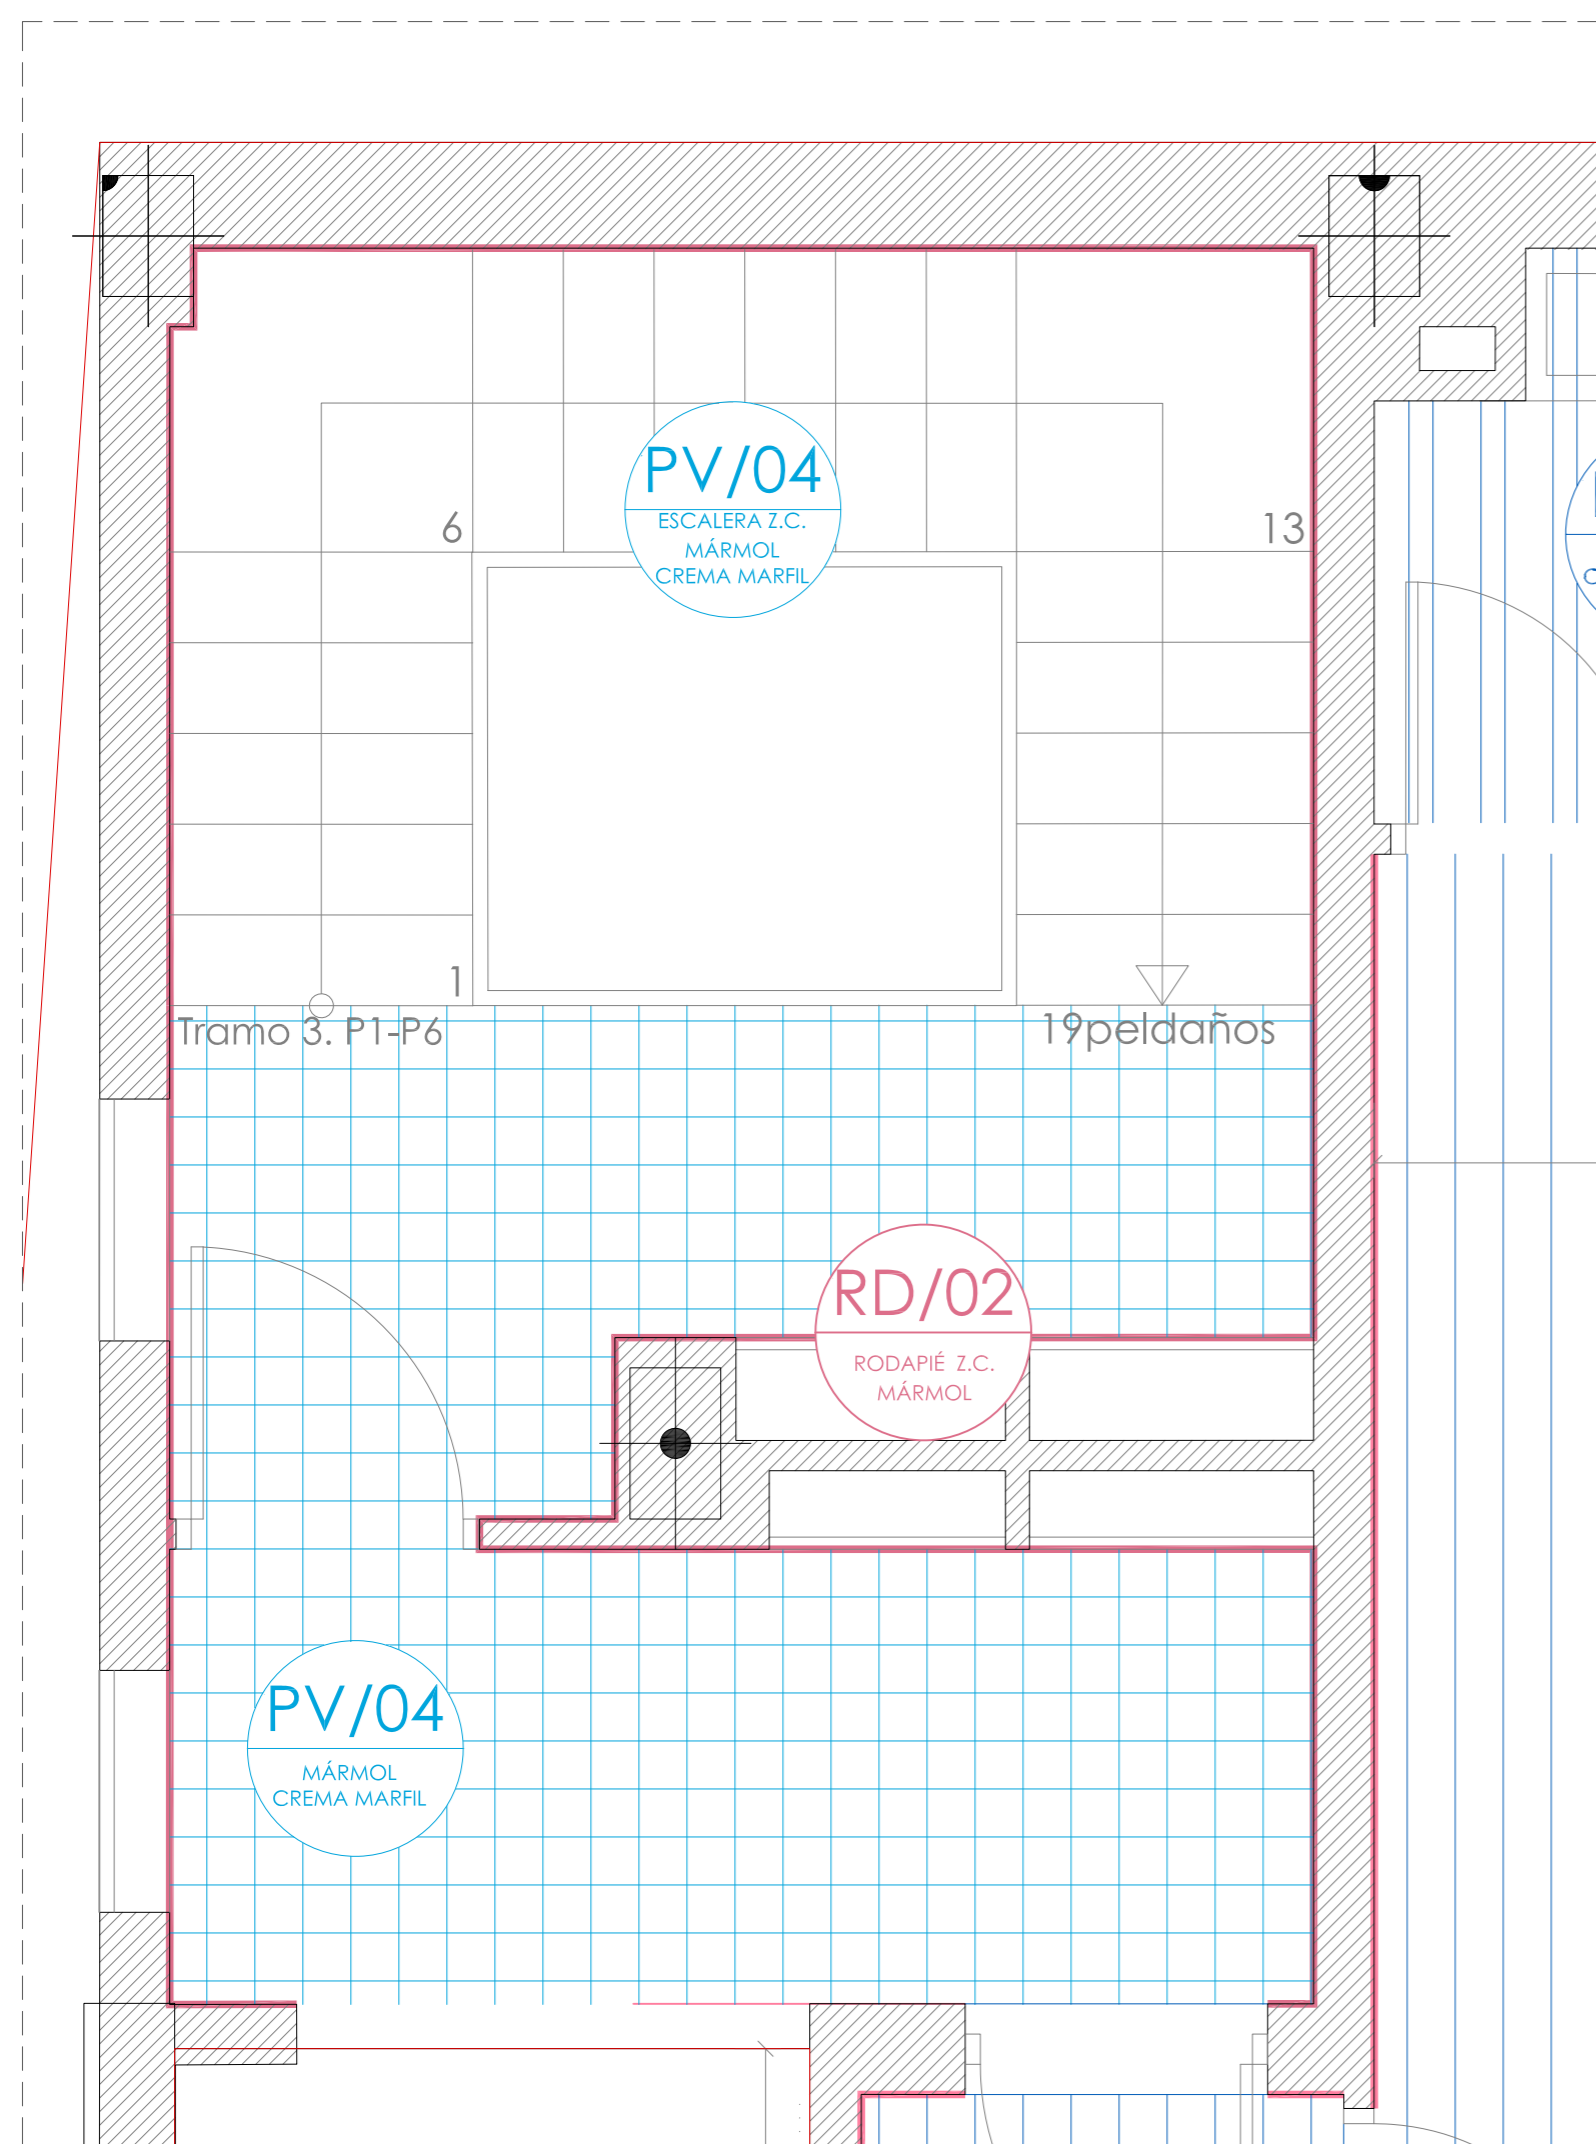 PV/04
ESCALERA Z.C.
MÁRMOL
CREMA MARFIL
6
13
1
Tramo 3. P1-P6
19peldaños
RD/02
RODAPIÉ Z.C.
MÁRMOL
PV/04
MÁRMOL
CREMA MARFIL